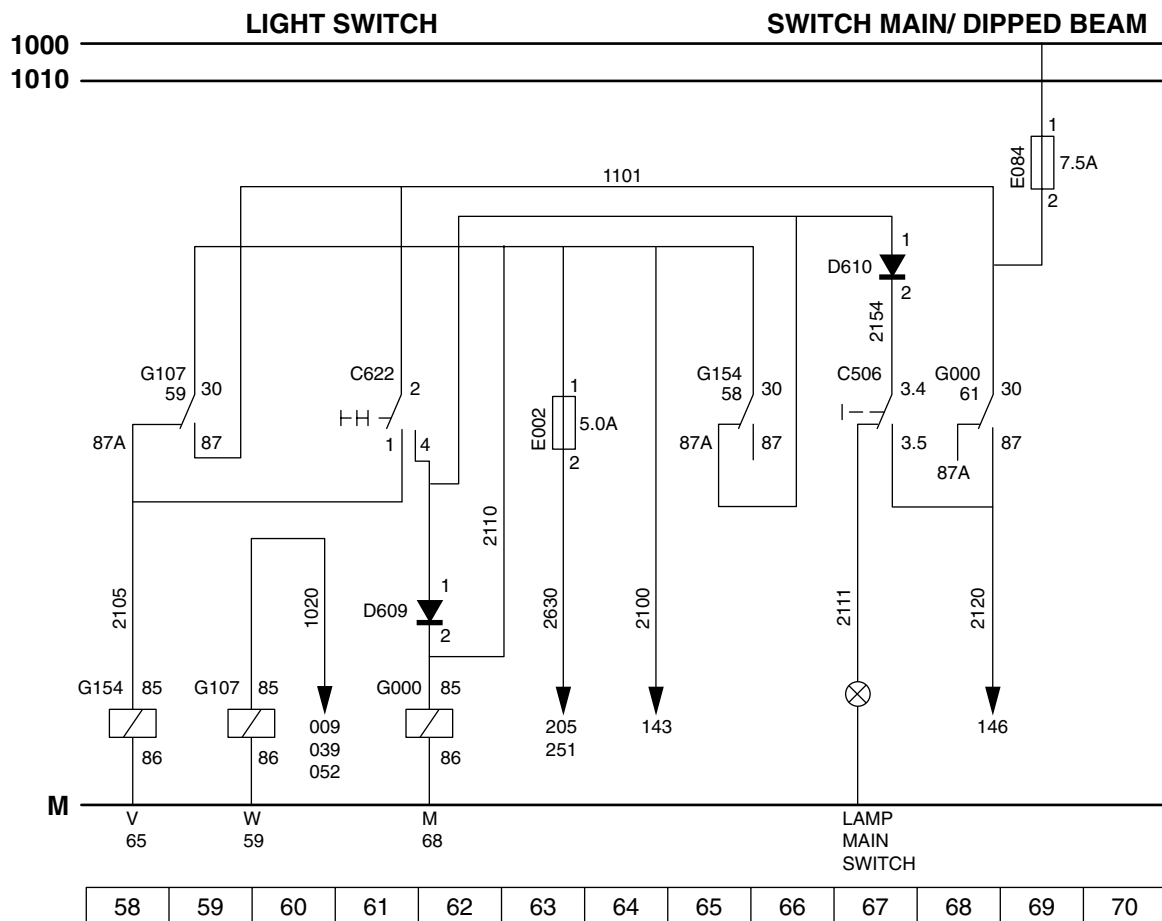 LIGHT SWITCH
SWITCH MAIN/ DIPPED BEAM
1000
1010
1
E084
7.5A
2
1101
1
D610
2
2154
G107
59
30
87A
87
C622
2
1
4
1
E002
5.0A
2
G154
58
30
87A
87
C506
3.4
3.5
G000
61
30
87A
87
2105
1020
D609
1
2
2110
2630
2100
2111
2120
G154
85
86
G107
85
86
009
039
052
G000
85
86
205
251
143
146
M
V
65
W
59
M
68
LAMP
MAIN
SWITCH
58 59 60 61 62 63 64 65 66 67 68 69 70